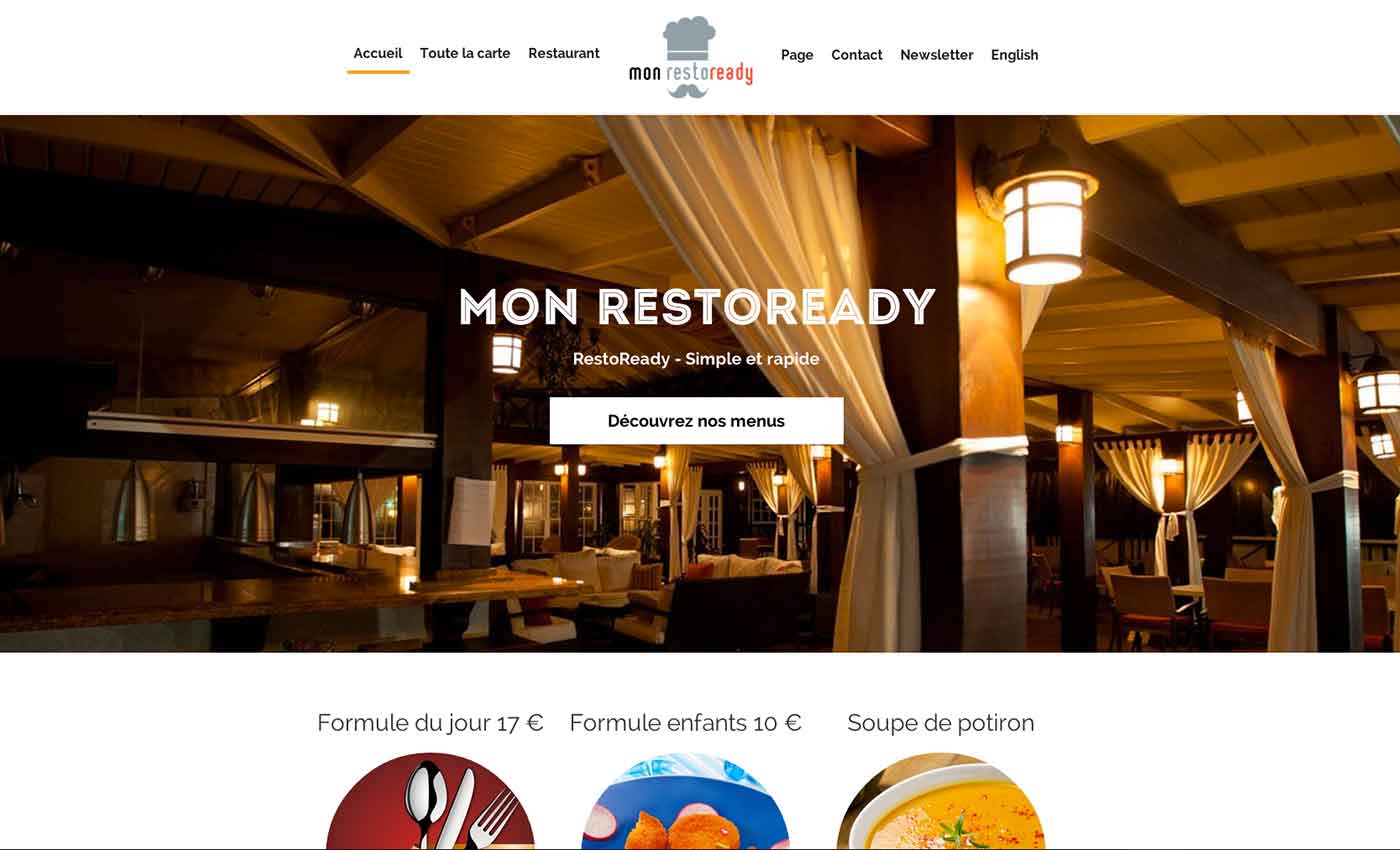 Accueil Toute la carte Restaurant
mon restoready
Page Contact Newsletter English
MON RESTOREADY
RestoReady - Simple et rapide
Découvrez nos menus
Formule du jour 17 € Formule enfants 10 € Soupe de potiron